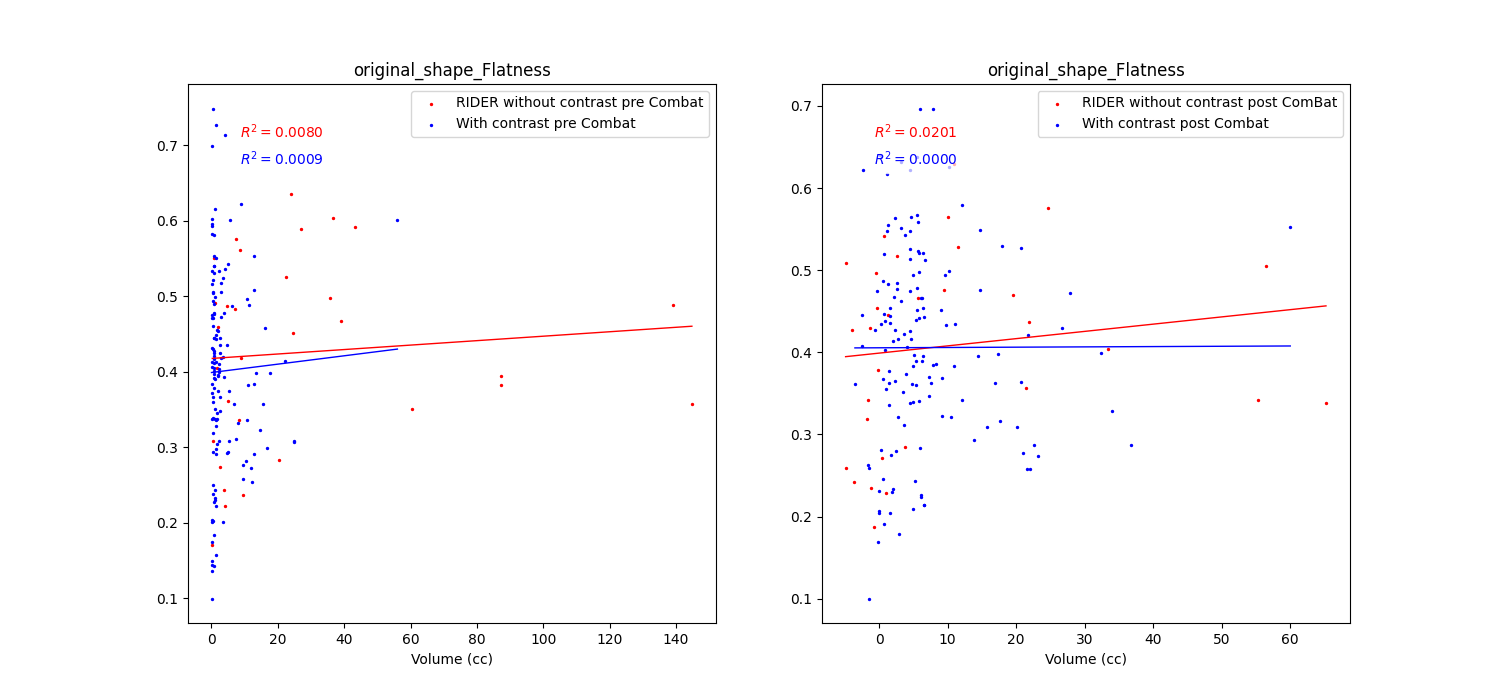 original_shape_Flatness
RIDER without contrast pre Combat
With contrast pre Combat
R² = 0.0080
R² = 0.0009
0.7
0.6
0.5
0.4
0.3
0.2
0.1
0 20 40 60 80 100 120 140
Volume (cc)
original_shape_Flatness
RIDER without contrast post ComBat
With contrast post Combat
R² = 0.0201
R² = 0.0000
0.7
0.6
0.5
0.4
0.3
0.2
0.1
0 10 20 30 40 50 60
Volume (cc)